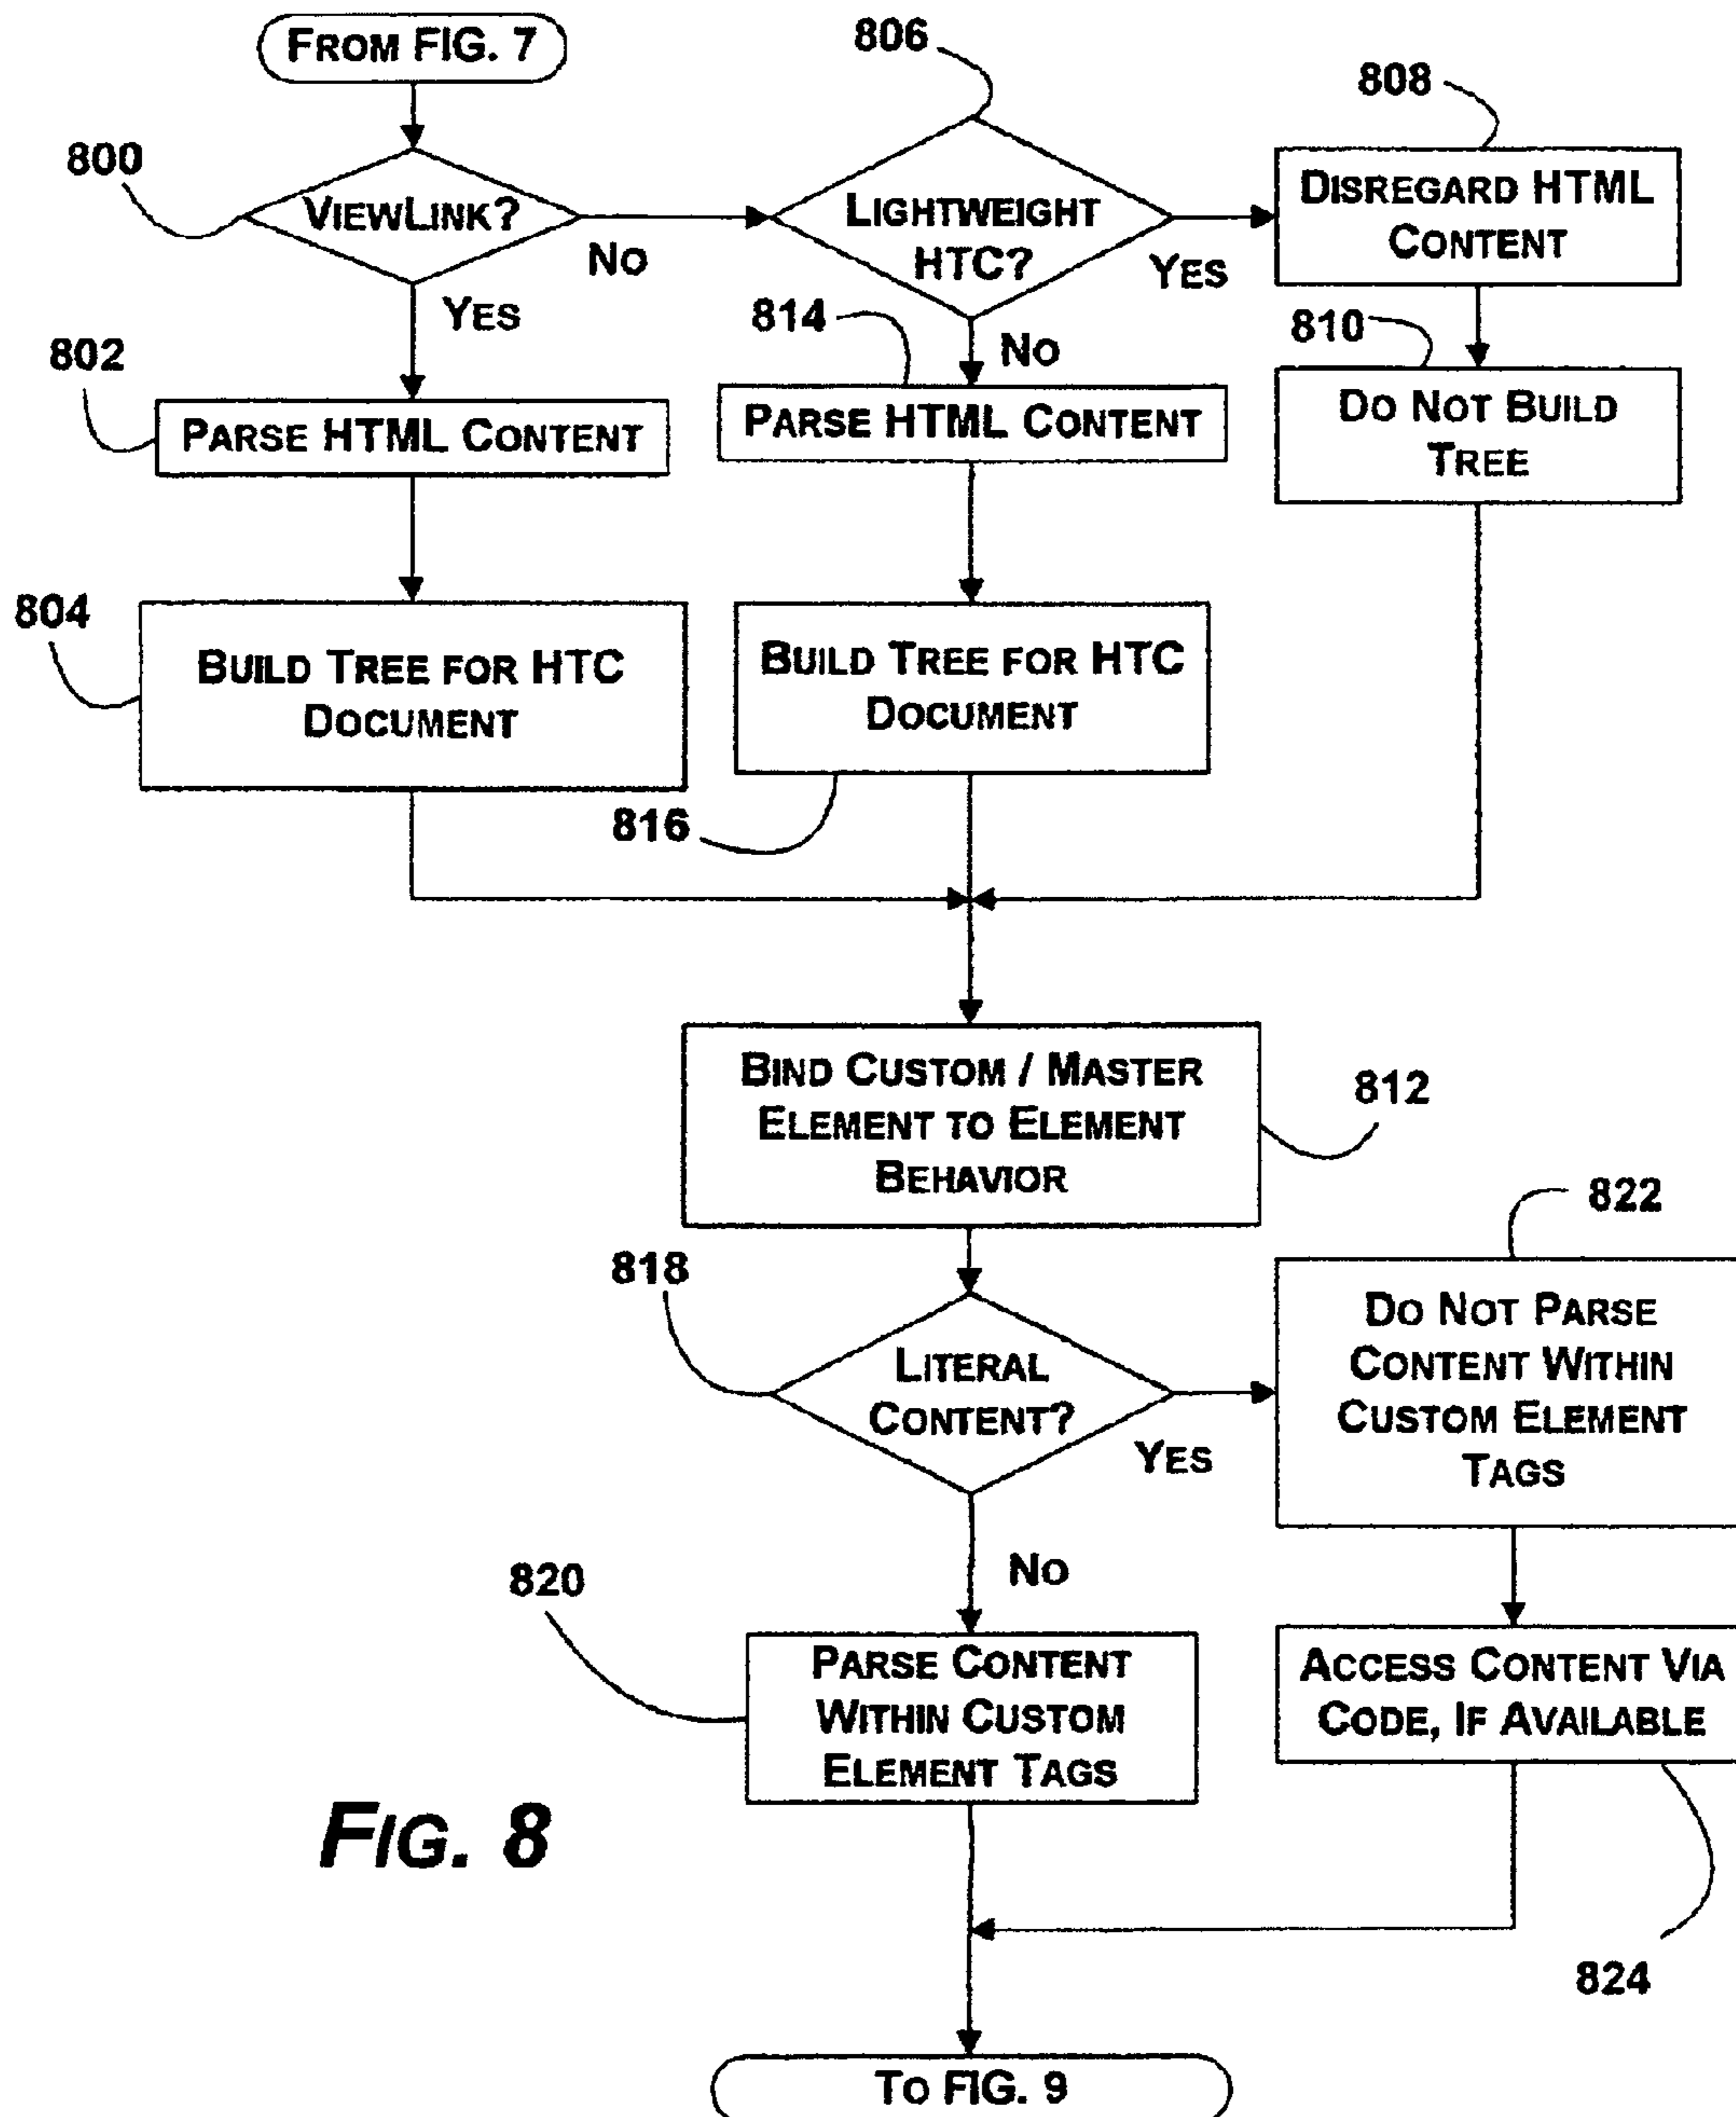 FROM FIG. 7
806
808
800
VIEWLINK?
LIGHTWEIGHT
HTC?
DISREGARD HTML
CONTENT
NO
YES
YES
814
NO
810
802
PARSE HTML CONTENT
PARSE HTML CONTENT
DO NOT BUILD
TREE
804
BUILD TREE FOR HTC
DOCUMENT
BUILD TREE FOR HTC
DOCUMENT
816
BIND CUSTOM / MASTER
ELEMENT TO ELEMENT
BEHAVIOR
812
822
818
LITERAL
CONTENT?
YES
DO NOT PARSE
CONTENT WITHIN
CUSTOM ELEMENT
TAGS
NO
820
PARSE CONTENT
WITHIN CUSTOM
ELEMENT TAGS
ACCESS CONTENT VIA
CODE, IF AVAILABLE
FIG. 8
824
TO FIG. 9